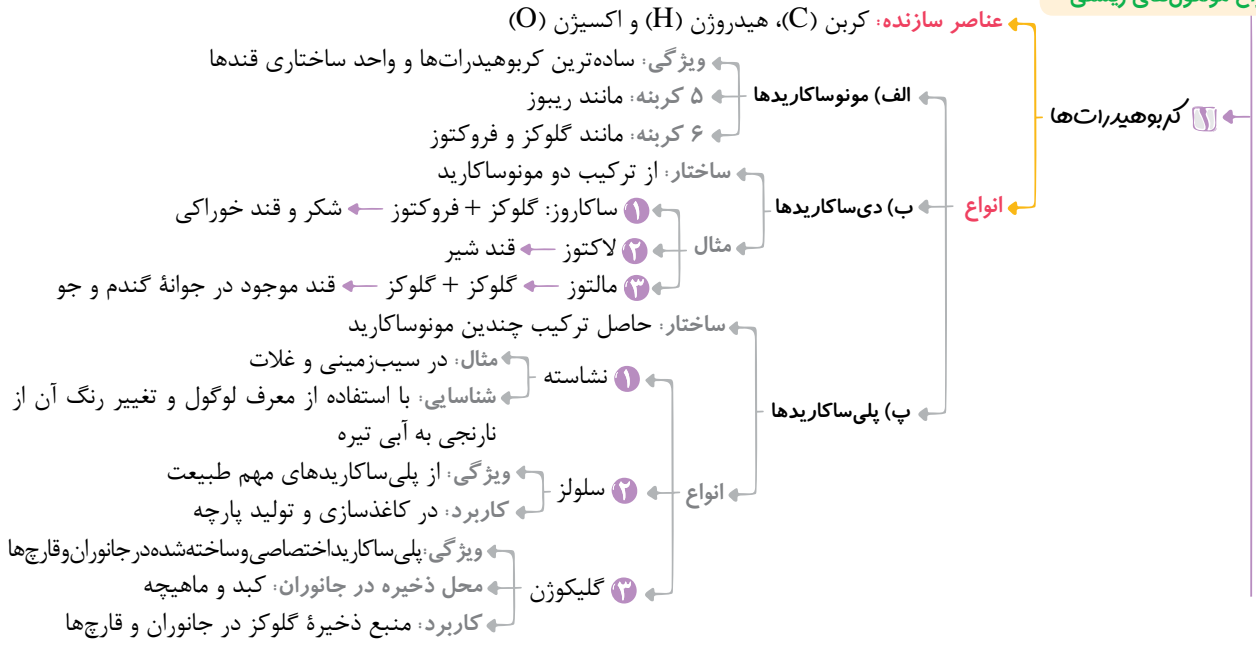 مولکول‌های زیستی
۱ کربوهیدرات‌ها
عناصر سازنده: کربن (C)، هیدروژن (H) و اکسیژن (O)
انواع
الف) مونوساکاریدها
ویژگی: ساده‌ترین کربوهیدرات‌ها و واحد ساختاری قندها
۵ کربنه: مانند ریبوز
۶ کربنه: مانند گلوکز و فروکتوز
ب) دی‌ساکاریدها
ساختار: از ترکیب دو مونوساکارید
مثال
۱ ساکاروز: گلوکز + فروکتوز ← شکر و قند خوراکی
۲ لاکتوز ← قند شیر
۳ مالتوز ← گلوکز + گلوکز ← قند موجود در جوانهٔ گندم و جو
پ) پلی‌ساکاریدها
ساختار: حاصل ترکیب چندین مونوساکارید
انواع
۱ نشاسته
مثال: در سیب‌زمینی و غلات
شناسایی: با استفاده از معرف لوگول و تغییر رنگ آن از
نارنجی به آبی تیره
۲ سلولز
ویژگی: از پلی‌ساکاریدهای مهم طبیعت
کاربرد: در کاغذسازی و تولید پارچه
۳ گلیکوژن
ویژگی: پلی‌ساکارید اختصاصی و ساخته‌شده در جانوران و قارچ‌ها
محل ذخیره در جانوران: کبد و ماهیچه
کاربرد: منبع ذخیرهٔ گلوکز در جانوران و قارچ‌ها